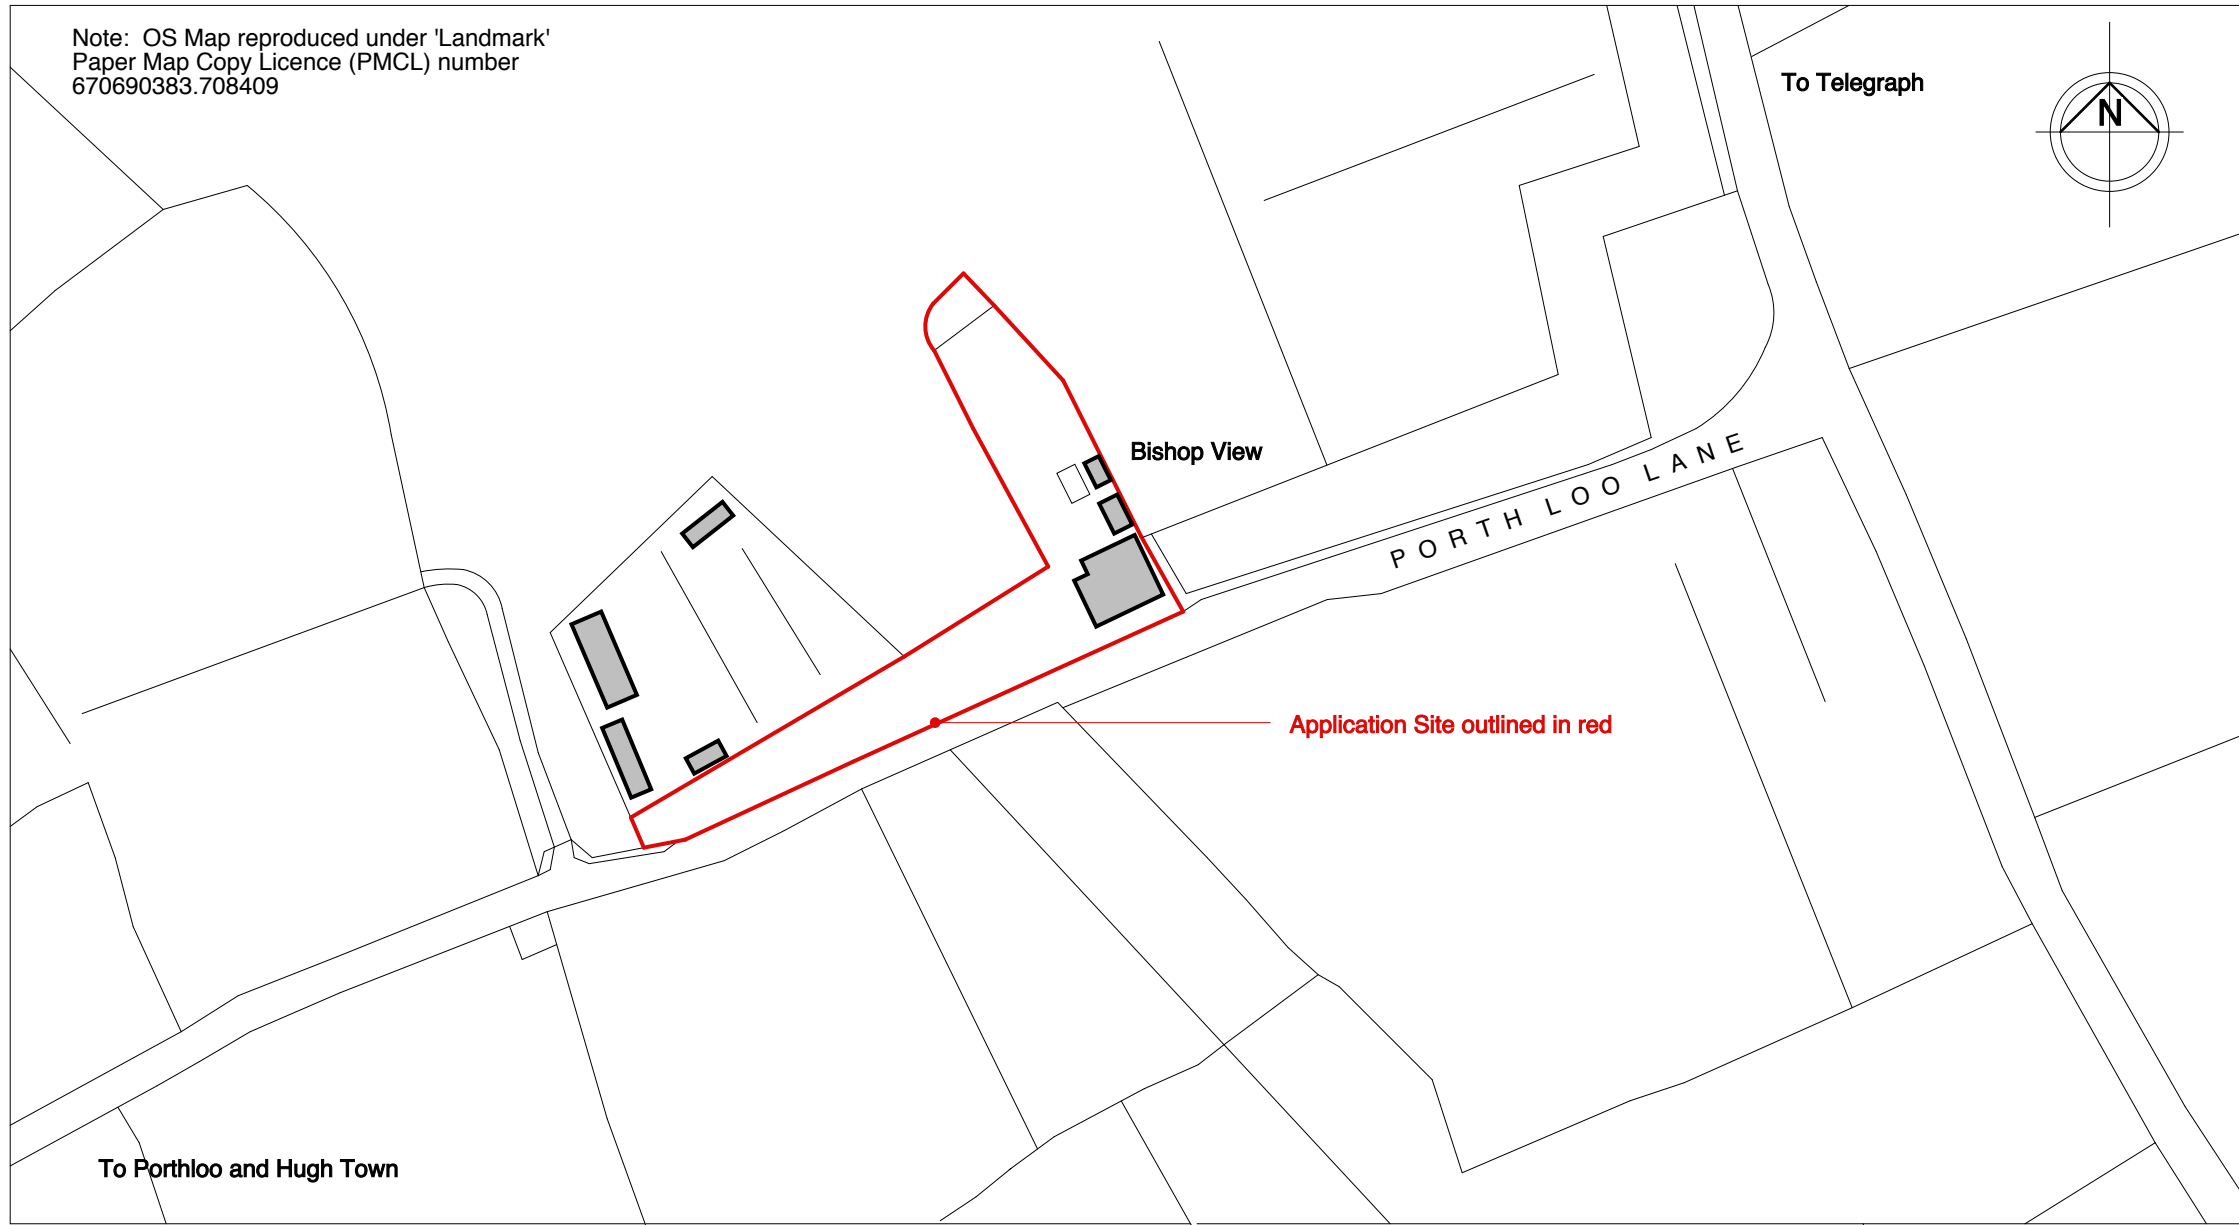 Note: OS Map reproduced under 'Landmark'
Paper Map Copy Licence (PMCL) number
670690383.708409
To Telegraph
N
Bishop View
PORTH LOO LANE
Application Site outlined in red
To Porthloo and Hugh Town